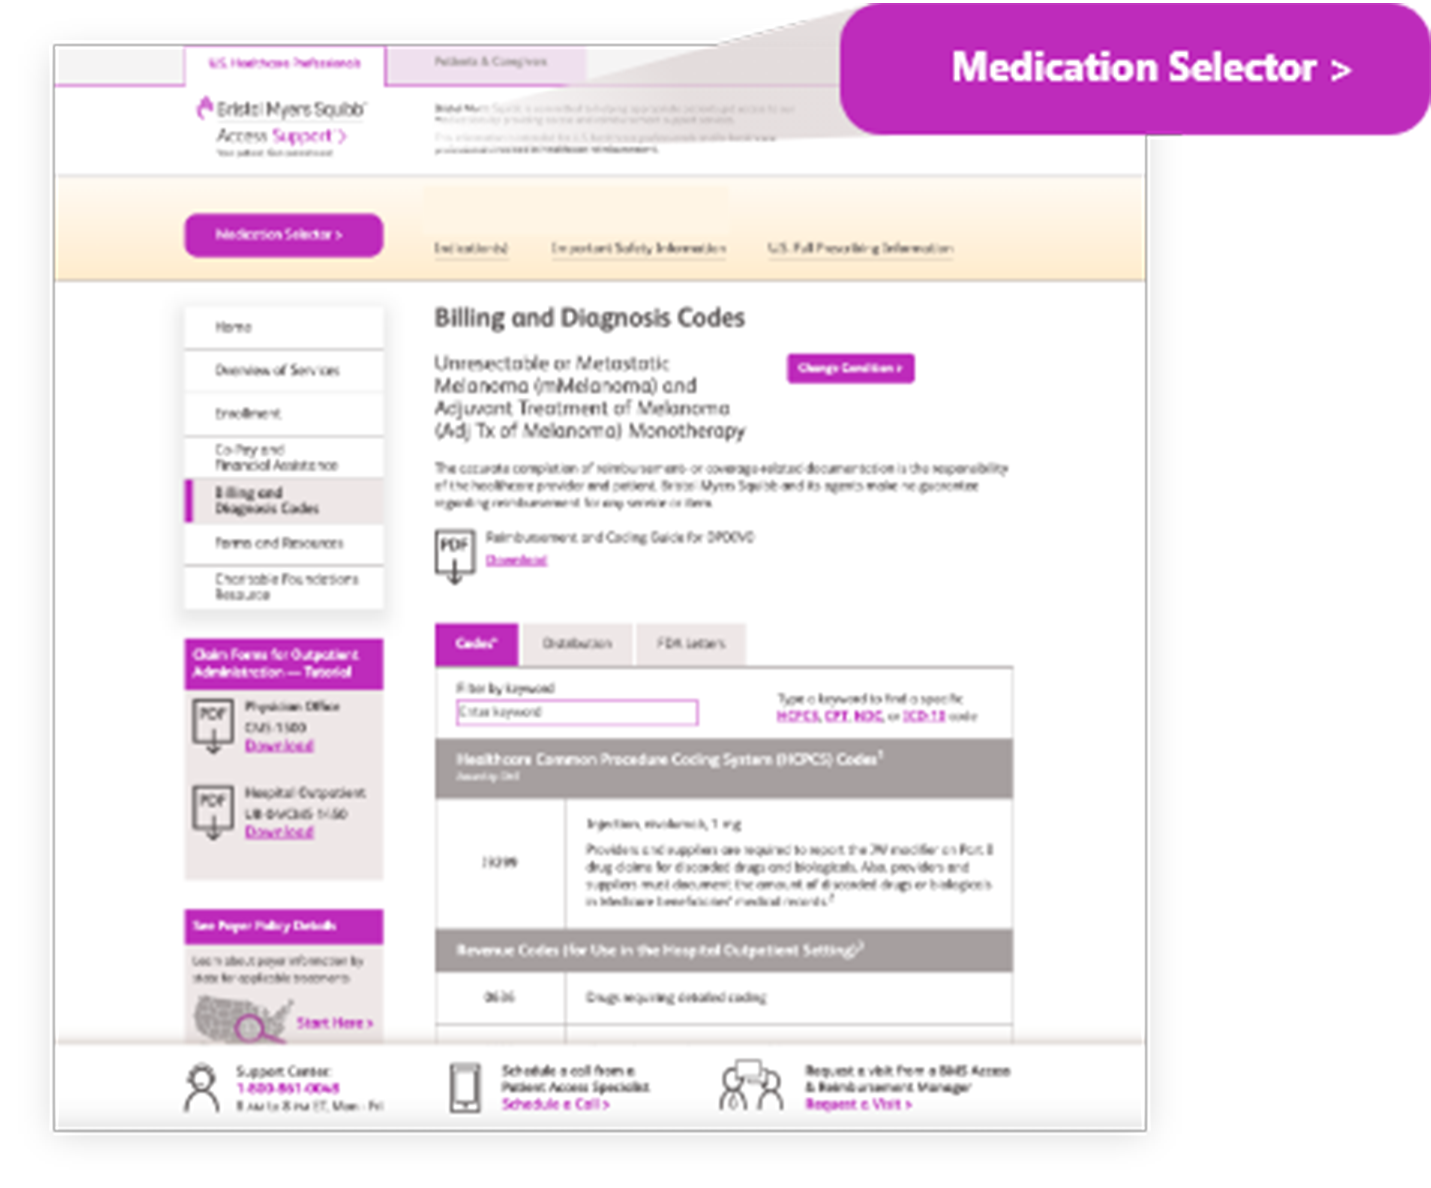 Medication Selector >
U.S. Healthcare Professionals
Patients & Caregivers
Bristol Myers Squibb™
Access Support >
Medication Selector >
Indication(s)
Important Safety Information
U.S. Full Prescribing Information
Home
Overview of Services
Enrollment
Co-Pay and
Financial Assistance
Billing and
Diagnosis Codes
Forms and Resources
Charitable Foundations
Resource
Claim Forms for Outpatient
Administration — Tutorial
PDF
Physician Office
CMS-1500
Download
PDF
Hospital Outpatient
Download
See Payer Policy Details
Learn about payer information by
state for applicable treatments
Start Here >
Billing and Diagnosis Codes
Unresectable or Metastatic
Melanoma (mMelanoma) and
Adjuvant Treatment of Melanoma
(Adj Tx of Melanoma) Monotherapy
Change Condition >
The accurate completion of reimbursement- or coverage-related documentation is the responsibility
of the healthcare provider and patient. Bristol Myers Squibb and its agents make no guarantee
regarding reimbursement for any service or item.
PDF
Reimbursement and Coding Guide for OPDIVO
Download
Codes*
Distribution
FDA Letters
Filter by keyword
Enter keyword
Type a keyword to find a specific
HCPCS, CPT, NDC, or ICD-10 code
Healthcare Common Procedure Coding System (HCPCS) Codes¹
J9299
Injection, nivolumab, 1 mg
Providers and suppliers are required to report the JW modifier on Part B
drug claims for discarded drugs and biologicals. Also, providers and
suppliers must document the amount of discarded drugs or biologicals
in Medicare beneficiaries' medical records.²
Revenue Codes (for Use in the Hospital Outpatient Setting)³
0636
Drugs requiring detailed coding
Support Center:
1-800-861-0048
8 AM to 8 PM ET, Mon - Fri
Schedule a call from a
Patient Access Specialist
Schedule a Call >
Request a visit from a BMS Access
& Reimbursement Manager
Request a Visit >